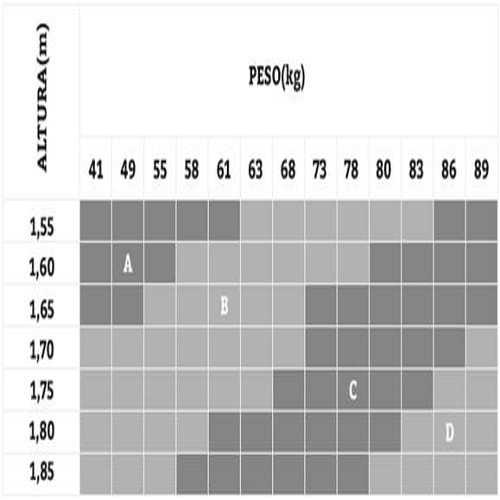 ALTURA(m)
PESO(kg)
41 49 55 58 61 63 68 73 78 80 83 86 89
1,55
1,60 A
1,65 B
1,70
1,75 C
1,80 D
1,85